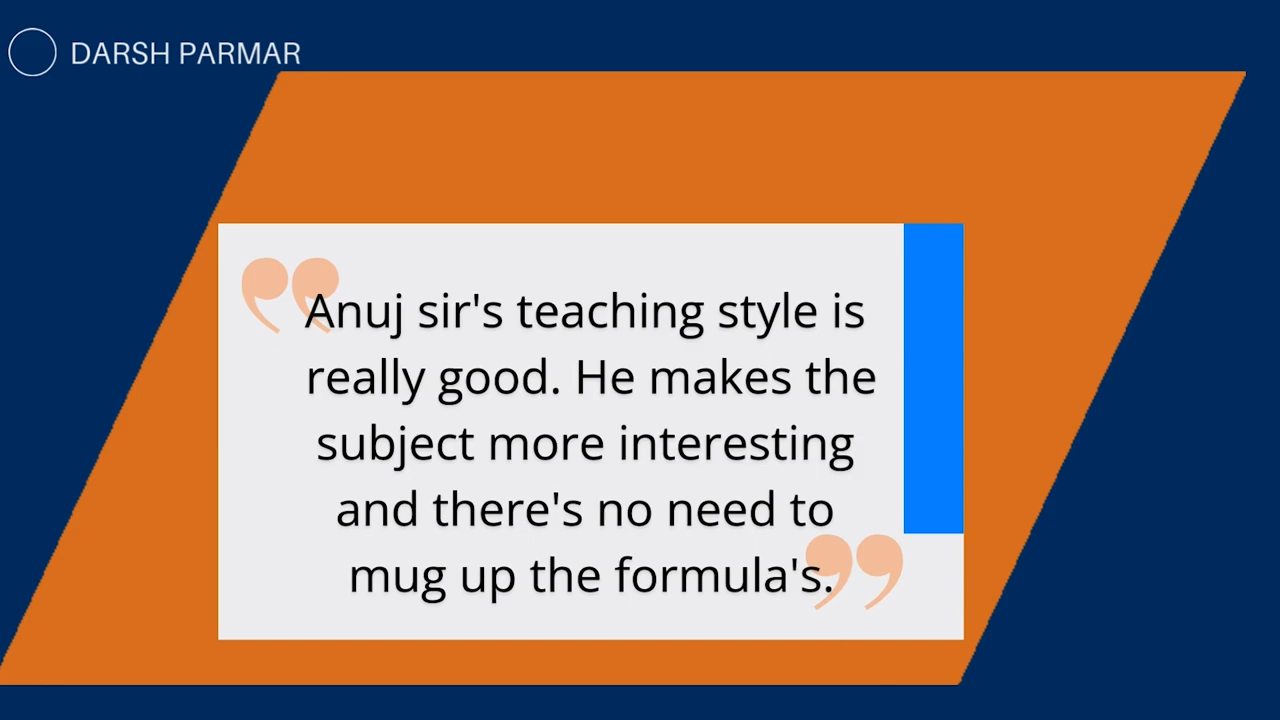 DARSH PARMAR
Anuj sir's teaching style is
really good. He makes the
subject more interesting
and there's no need to
mug up the formula's.